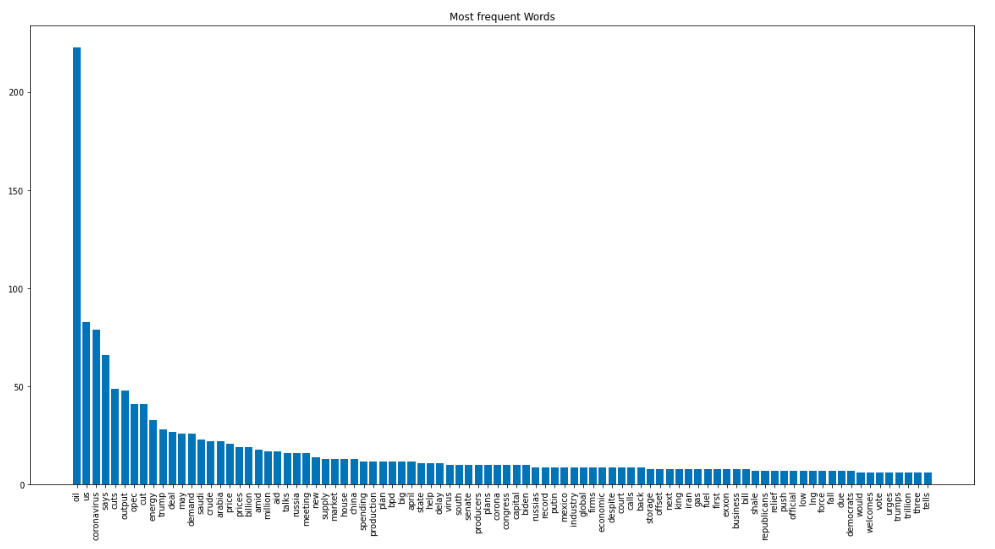 Most frequent Words
200
150
100
50
0
oil
us
coronavirus
says
cuts
output
opec
cut
energy
trump
deal
may
demand
saudi
crude
arabia
price
prices
billion
amid
million
aid
talks
russia
meeting
new
supply
market
house
china
spending
production
plan
bpd
big
april
state
help
delay
virus
south
senate
producers
plans
corona
congress
capital
biden
russias
record
putin
mexico
industry
global
firms
economic
despite
court
calls
back
storage
offset
next
king
iran
gas
fuel
first
exxon
business
bill
shale
republicans
relief
push
official
low
lng
force
fall
due
democrats
would
welcomes
vote
urges
trumps
trillion
three
tells